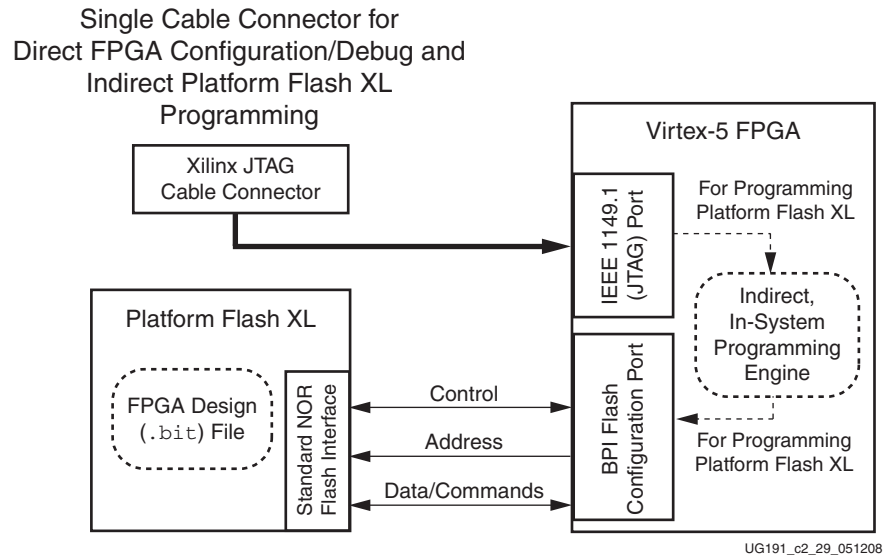 Single Cable Connector for
Direct FPGA Configuration/Debug and
Indirect Platform Flash XL
Programming
Xilinx JTAG
Cable Connector
Virtex-5 FPGA
IEEE 1149.1
(JTAG) Port
For Programming
Platform Flash XL
Indirect,
In-System
Programming
Engine
For Programming
Platform Flash XL
BPI Flash
Configuration Port
Platform Flash XL
FPGA Design
(.bit) File
Standard NOR
Flash Interface
Control
Address
Data/Commands
UG191_c2_29_051208